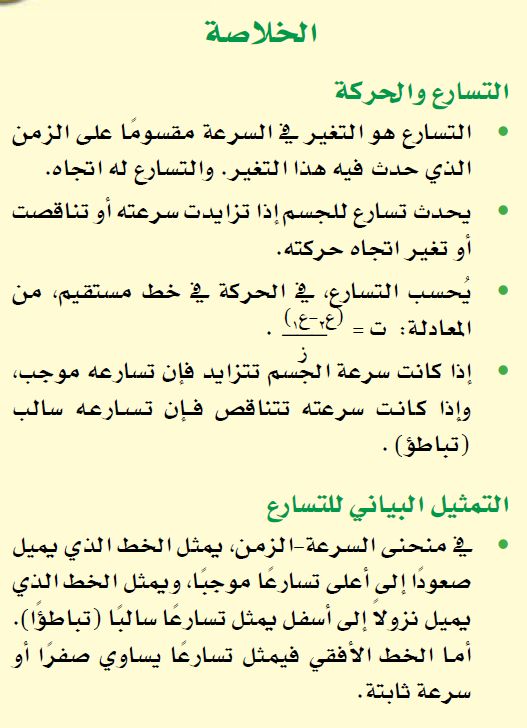 الخلاصة
التسارع والحركة
• التسارع هو التغير في السرعة مقسومًا على الزمن
الذي حدث فيه هذا التغير. والتسارع له اتجاه.
• يحدث تسارع للجسم إذا تزايدت سرعته أو تناقصت
أو تغير اتجاه حركته.
• يُحسب التسارع، في الحركة في خط مستقيم، من
المعادلة: ت = (ع٢-ع١) .
ز
• إذا كانت سرعة الجسم تتزايد فإن تسارعه موجب،
وإذا كانت سرعته تتناقص فإن تسارعه سالب
(تباطؤ) .
التمثيل البياني للتسارع
• في منحنى السرعة-الزمن، يمثل الخط الذي يميل
صعودًا إلى أعلى تسارعًا موجبًا، ويمثل الخط الذي
يميل نزولاً إلى أسفل يمثل تسارعًا سالبًا (تباطؤًا).
أما الخط الأفقي فيمثل تسارعًا يساوي صفرًا أو
سرعة ثابتة.